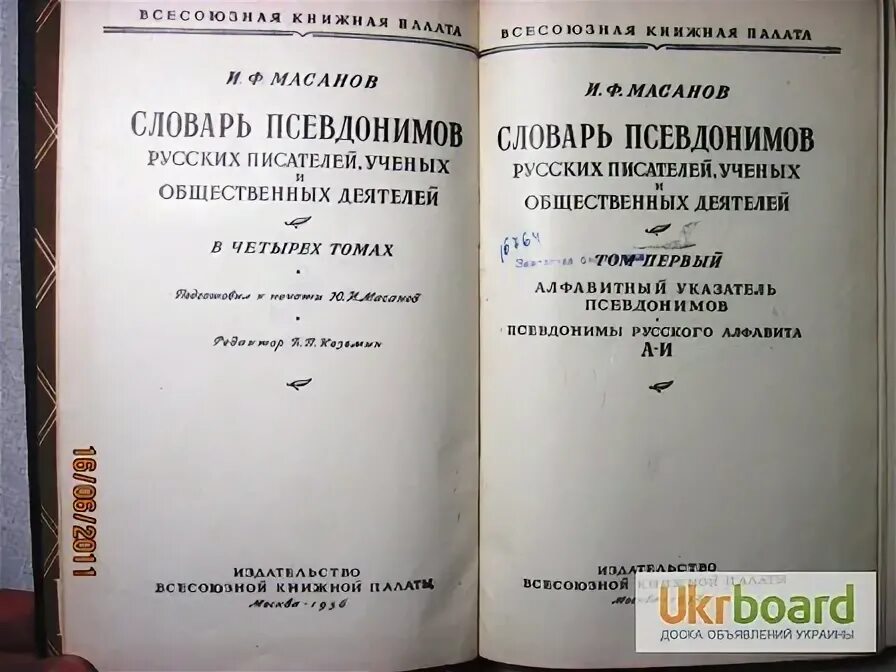 ВСЕСОЮЗНАЯ КНИЖНАЯ ПАЛАТА
И. Ф. МАСАНОВ
СЛОВАРЬ ПСЕВДОНИМОВ
РУССКИХ ПИСАТЕЛЕЙ, УЧЕНЫХ
И
ОБЩЕСТВЕННЫХ ДЕЯТЕЛЕЙ
В ЧЕТЫРЕХ ТОМАХ
Подготовил к печати Ю. И. Масанов
Редактор Б. П. Козьмин
ИЗДАТЕЛЬСТВО
ВСЕСОЮЗНОЙ КНИЖНОЙ ПАЛАТЫ
Москва - 1956
ВСЕСОЮЗНАЯ КНИЖНАЯ ПАЛАТА
И. Ф. МАСАНОВ
СЛОВАРЬ ПСЕВДОНИМОВ
РУССКИХ ПИСАТЕЛЕЙ, УЧЕНЫХ
И
ОБЩЕСТВЕННЫХ ДЕЯТЕЛЕЙ
16764
ТОМ ПЕРВЫЙ
АЛФАВИТНЫЙ УКАЗАТЕЛЬ
ПСЕВДОНИМОВ
ПСЕВДОНИМЫ РУССКОГО АЛФАВИТА
А-И
ИЗДАТЕЛЬСТВО
ВСЕСОЮЗНОЙ КНИЖНОЙ ПАЛАТЫ
16/06/2011
Ukrboard
ДОСКА ОБЪЯВЛЕНИЙ УКРАИНЫ